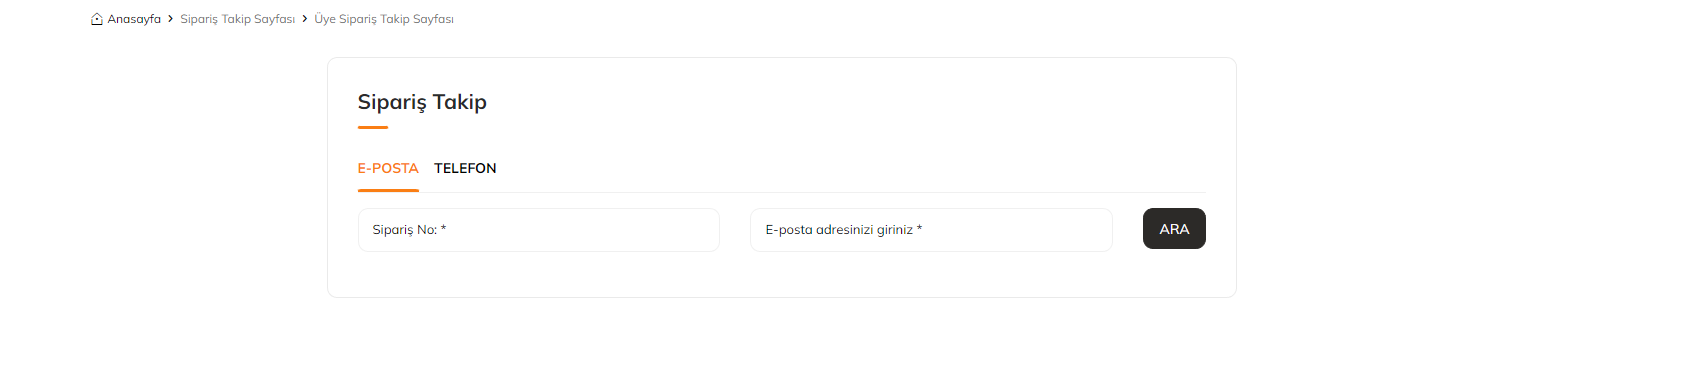 Anasayfa > Sipariş Takip Sayfası > Üye Sipariş Takip Sayfası
Sipariş Takip
E-POSTA TELEFON
Sipariş No: * E-posta adresinizi giriniz * ARA